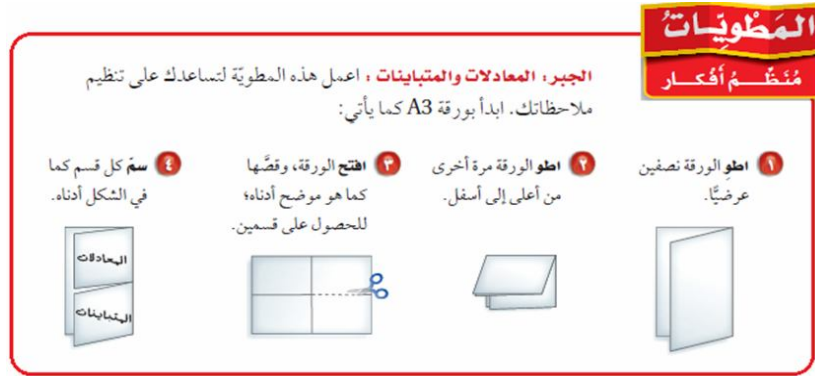 المَطْويّاتُ
مُنَظِّمُ أَفْكار
الجبر: المعادلات والمتباينات : اعمل هذه المطويّة لتساعدك على تنظيم
ملاحظاتك. ابدأ بورقة A3 كما يأتي:
١ اطوِ الورقة نصفين
عرضيًّا.
٢ اطو الورقة مرة أخرى
من أعلى إلى أسفل.
٣ افتح الورقة، وقصَّها
كما هو موضح أدناه؛
للحصول على قسمين.
٤ سمِّ كل قسم كما
في الشكل أدناه.
المعادلات
المتباينات